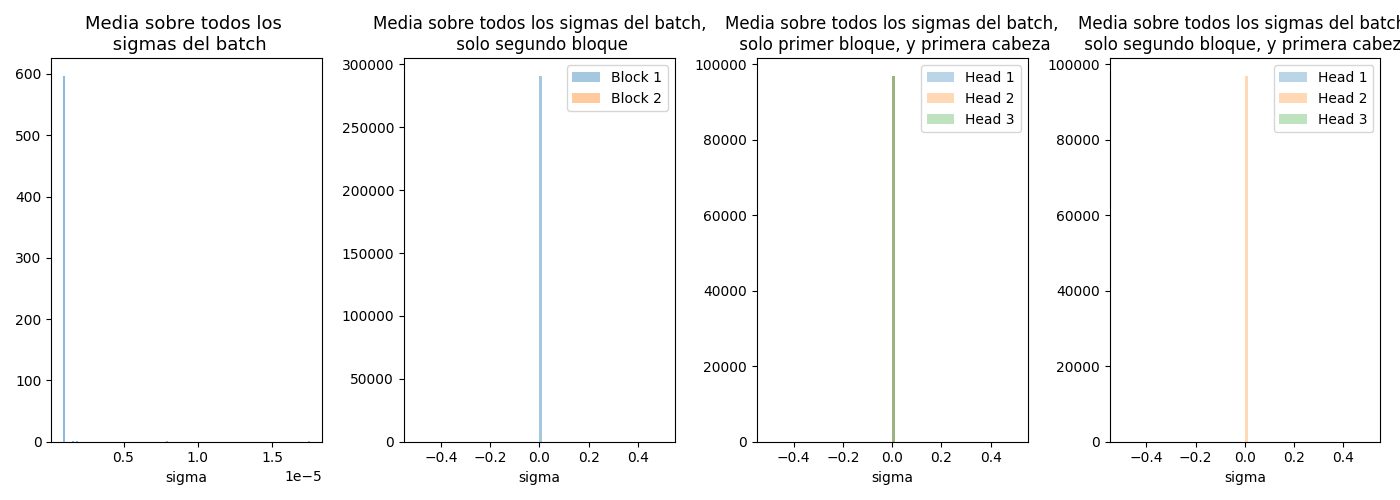 Media sobre todos los
sigmas del batch
600
500
400
300
200
100
0
0.5
1.0
1.5
1e−5
sigma
Media sobre todos los sigmas del batch,
solo segundo bloque
300000
250000
200000
150000
100000
50000
0
−0.4
−0.2
0.0
0.2
0.4
sigma
Block 1
Block 2
Media sobre todos los sigmas del batch,
solo primer bloque, y primera cabeza
100000
80000
60000
40000
20000
0
−0.4
−0.2
0.0
0.2
0.4
sigma
Head 1
Head 2
Head 3
Media sobre todos los sigmas del batch
solo segundo bloque, y primera cabez
100000
80000
60000
40000
20000
0
−0.4
−0.2
0.0
0.2
0.4
sigma
Head 1
Head 2
Head 3